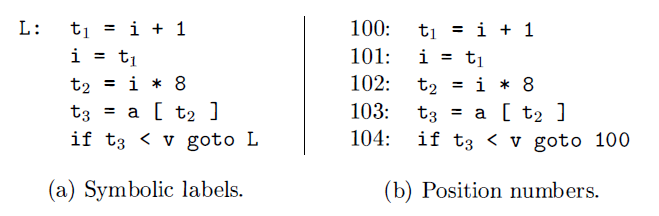 L: t₁ = i + 1
i = t₁
t₂ = i * 8
t₃ = a [ t₂ ]
if t₃ < v goto L
(a) Symbolic labels.
100: t₁ = i + 1
101: i = t₁
102: t₂ = i * 8
103: t₃ = a [ t₂ ]
104: if t₃ < v goto 100
(b) Position numbers.